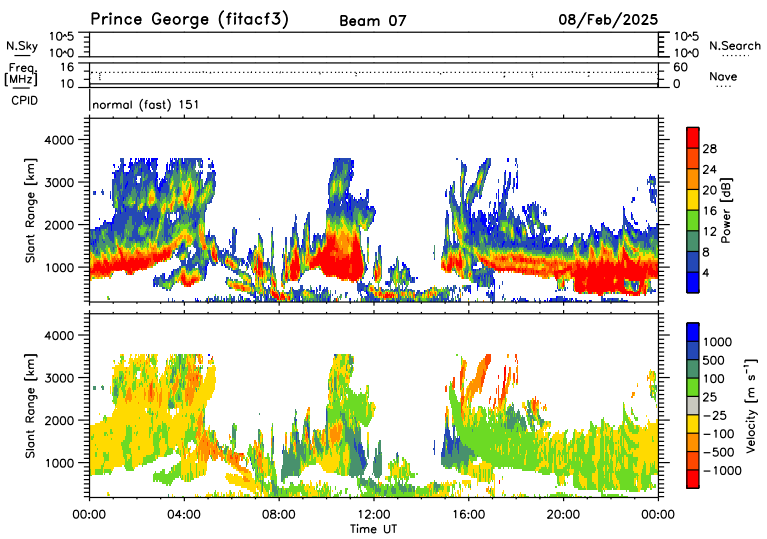 Prince George (fitacf3) Beam 07 08/Feb/2025
N.Sky 10^5 10^0 10^5 10^0 N.Search
Freq. [MHz] 16 10 60 0 Nave
CPID normal (fast) 151
Slant Range [km] 4000 3000 2000 1000
28 24 20 16 12 8 4 Power [dB]
Slant Range [km] 4000 3000 2000 1000
1000 500 100 25 −25 −100 −500 −1000 Velocity [m s⁻¹]
00:00 04:00 08:00 12:00 16:00 20:00 00:00
Time UT